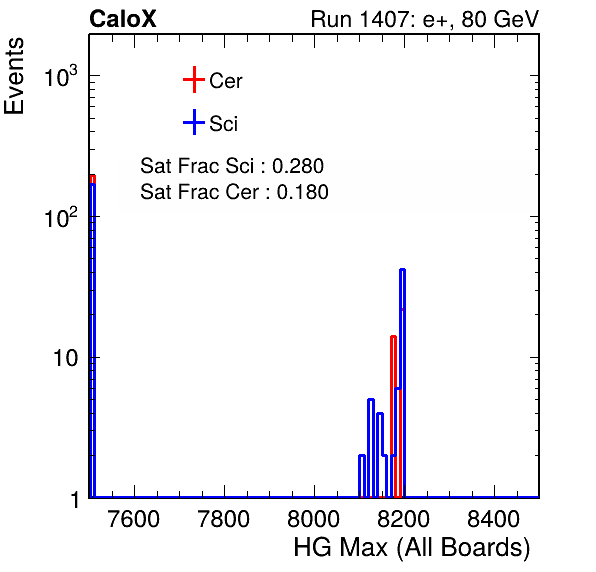 CaloX Run 1407: e+, 80 GeV
Events
10³
10²
10
1
Cer
Sci
Sat Frac Sci : 0.280
Sat Frac Cer : 0.180
7600 7800 8000 8200 8400
HG Max (All Boards)